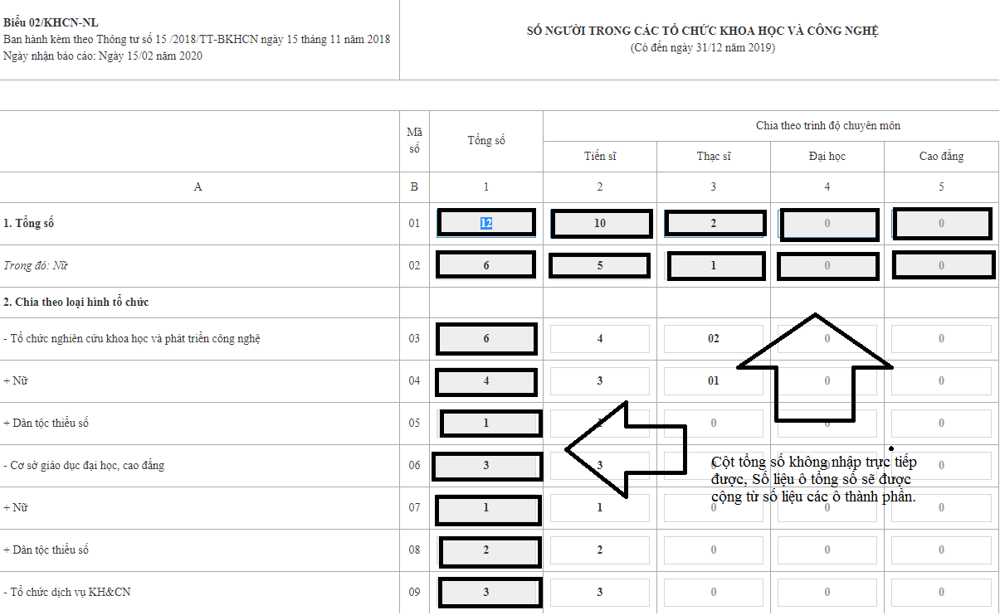 Biểu 02/KHCN-NL
Ban hành kèm theo Thông tư số 15 /2018/TT-BKHCN ngày 15 tháng 11 năm 2018
Ngày nhận báo cáo: Ngày 15/02 năm 2020
SỐ NGƯỜI TRONG CÁC TỔ CHỨC KHOA HỌC VÀ CÔNG NGHỆ
(Có đến ngày 31/12 năm 2019)
Mã số Tổng số Chia theo trình độ chuyên môn
Tiến sĩ Thạc sĩ Đại học Cao đẳng
A B 1 2 3 4 5
1. Tổng số 01 12 10 2 0 0
Trong đó: Nữ 02 6 5 1 0 0
2. Chia theo loại hình tổ chức
- Tổ chức nghiên cứu khoa học và phát triển công nghệ 03 6 4 02 0 0
+ Nữ 04 4 3 01 0 0
+ Dân tộc thiểu số 05 1 1 0 0 0
- Cơ sở giáo dục đại học, cao đẳng 06 3 3 0 0 0
+ Nữ 07 1 1 0 0 0
+ Dân tộc thiểu số 08 2 2 0 0 0
- Tổ chức dịch vụ KH&CN 09 3 3 0 0 0
Cột tổng số không nhập trực tiếp
được, Số liệu ô tổng số sẽ được
cộng từ số liệu các ô thành phần.